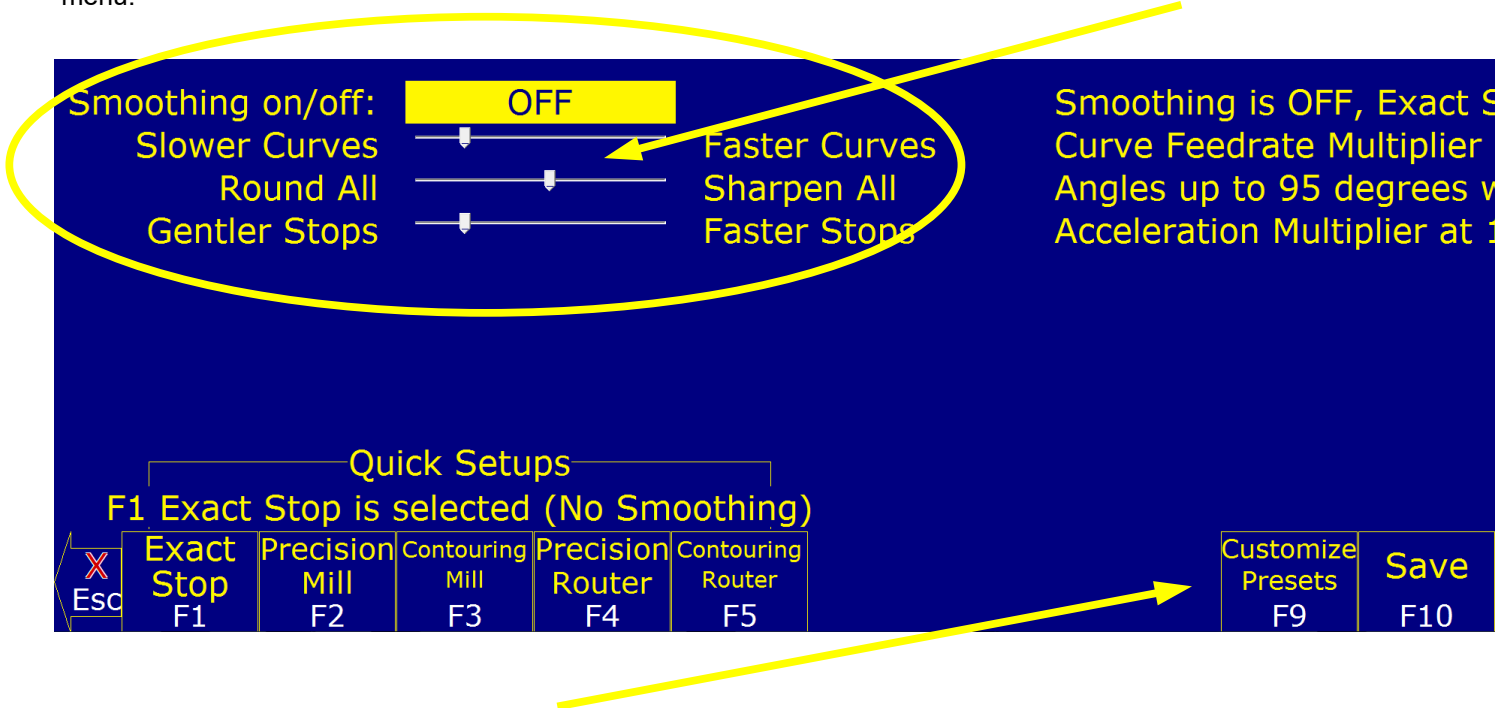 menu.
Smoothing on/off: OFF Smoothing is OFF, Exact S
Slower Curves Faster Curves Curve Feedrate Multiplier
Round All Sharpen All Angles up to 95 degrees w
Gentler Stops Faster Stops Acceleration Multiplier at 1
Quick Setups
F1 Exact Stop is selected (No Smoothing)
X Esc
Exact Stop F1
Precision Mill F2
Contouring Mill F3
Precision Router F4
Contouring Router F5
Customize Presets F9
Save F10